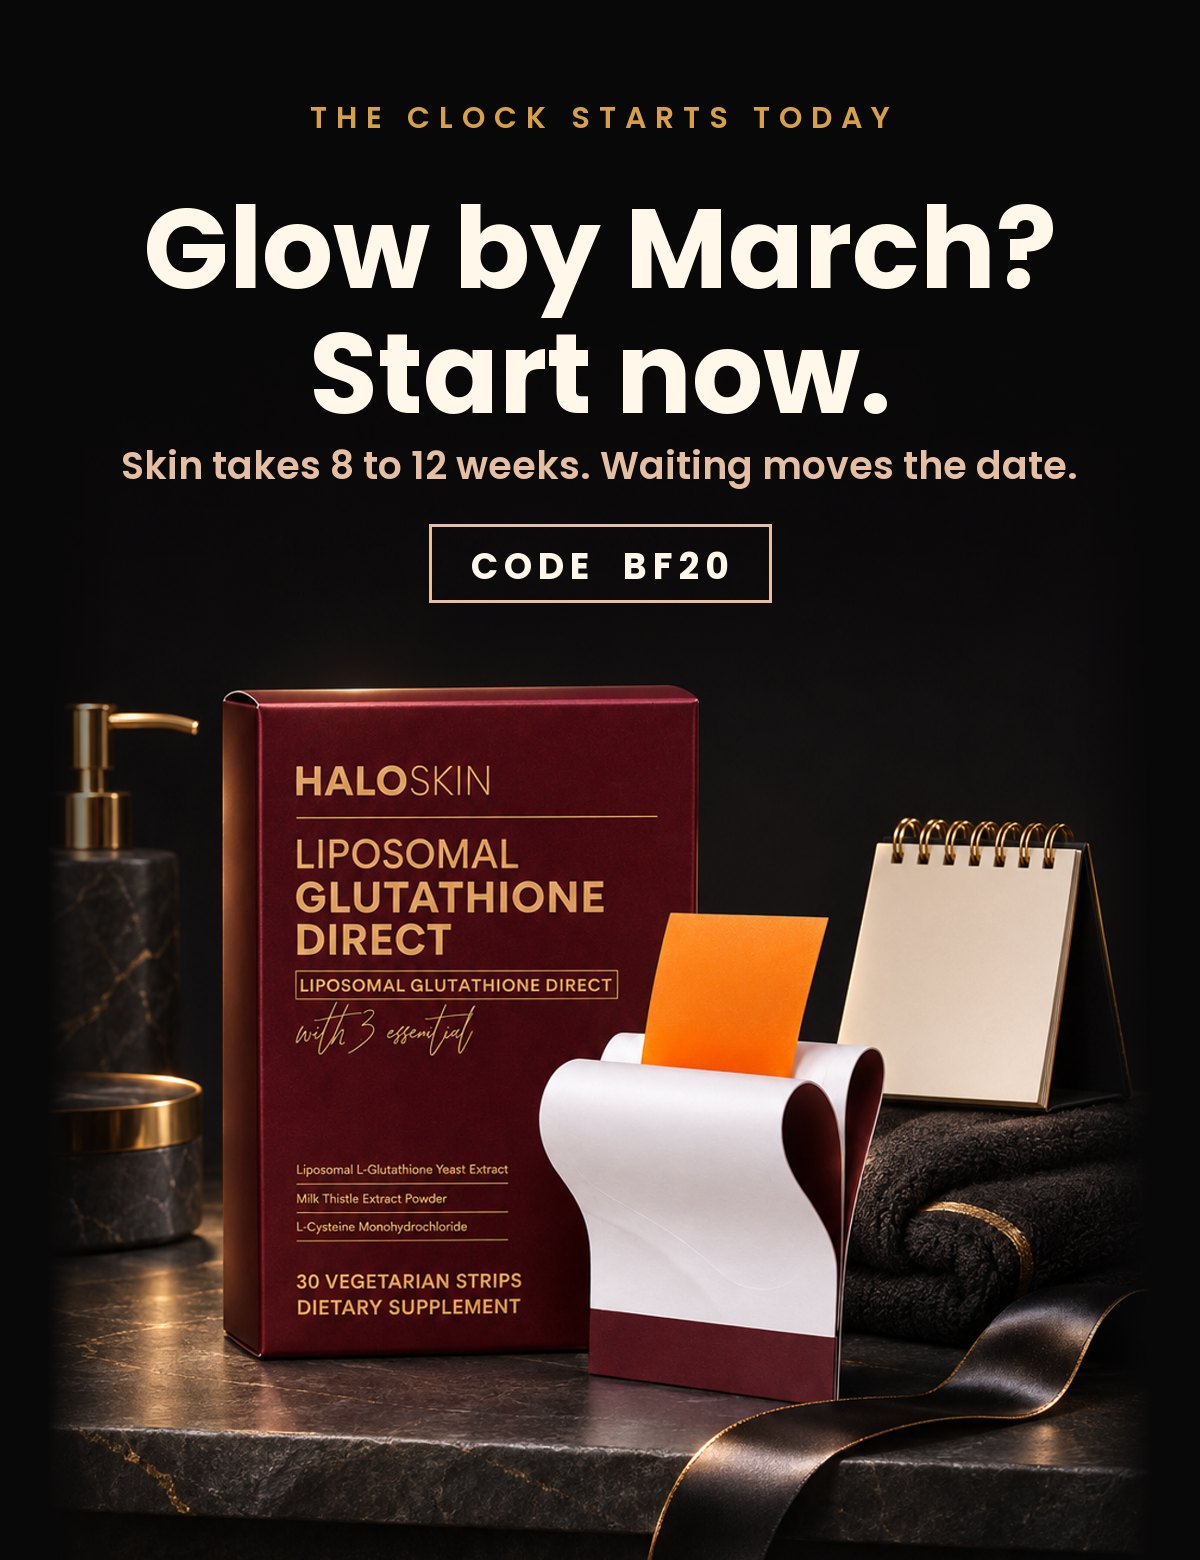 THE CLOCK STARTS TODAY
Glow by March?
Start now.
Skin takes 8 to 12 weeks. Waiting moves the date.
CODE BF20
HALOSKIN
LIPOSOMAL
GLUTATHIONE
DIRECT
LIPOSOMAL GLUTATHIONE DIRECT
with 3 essential
Liposomal L-Glutathione Yeast Extract
Milk Thistle Extract Powder
L-Cysteine Monohydrochloride
30 VEGETARIAN STRIPS
DIETARY SUPPLEMENT